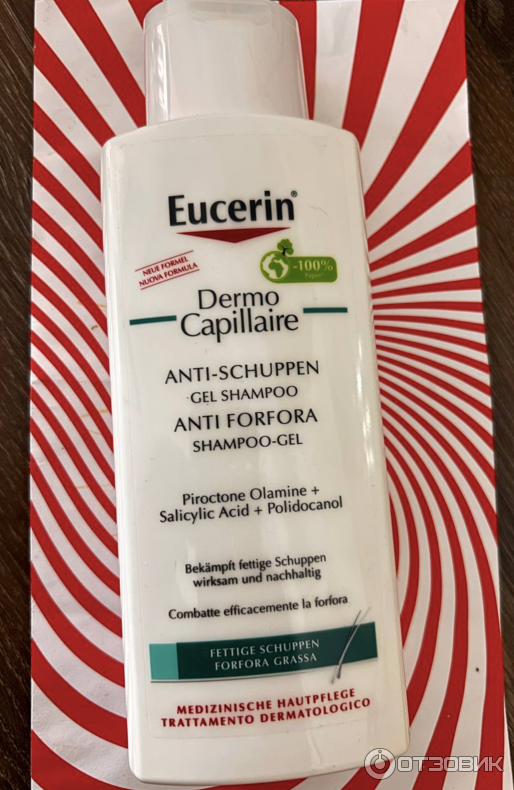 Eucerin®
NEUE FORMEL
NUOVA FORMULA
-100%
Papier*
Dermo
Capillaire
ANTI-SCHUPPEN
GEL SHAMPOO
ANTI FORFORA
SHAMPOO-GEL
Piroctone Olamine +
Salicylic Acid + Polidocanol
Bekämpft fettige Schuppen
wirksam und nachhaltig
Combatte efficacemente la forfora
FETTIGE SCHUPPEN
FORFORA GRASSA
MEDIZINISCHE HAUTPFLEGE
TRATTAMENTO DERMATOLOGICO
ОТЗОВИК